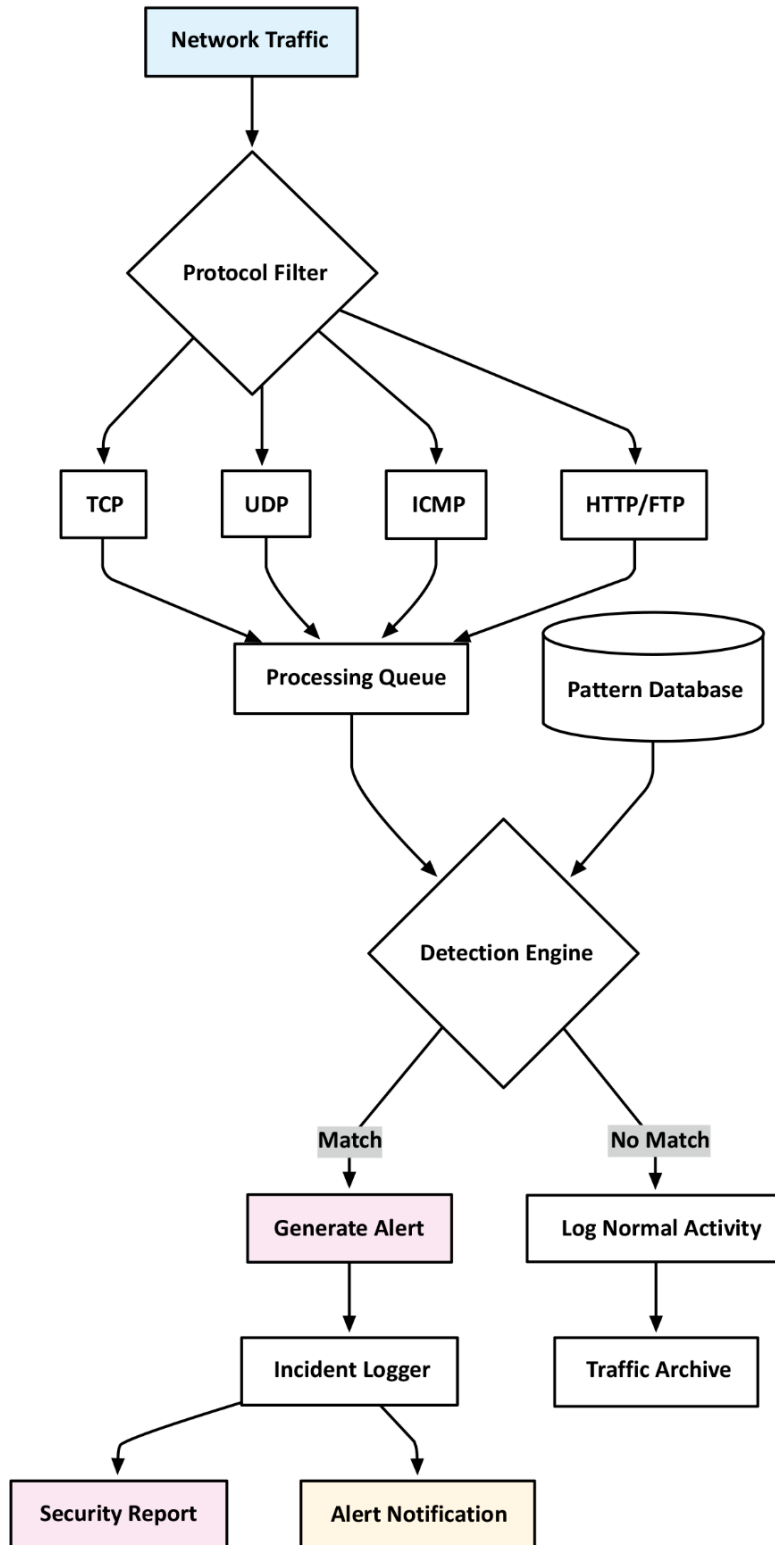 Network Traffic
Protocol Filter
TCP
UDP
ICMP
HTTP/FTP
Processing Queue
Pattern Database
Detection Engine
Match
No Match
Generate Alert
Log Normal Activity
Incident Logger
Traffic Archive
Security Report
Alert Notification